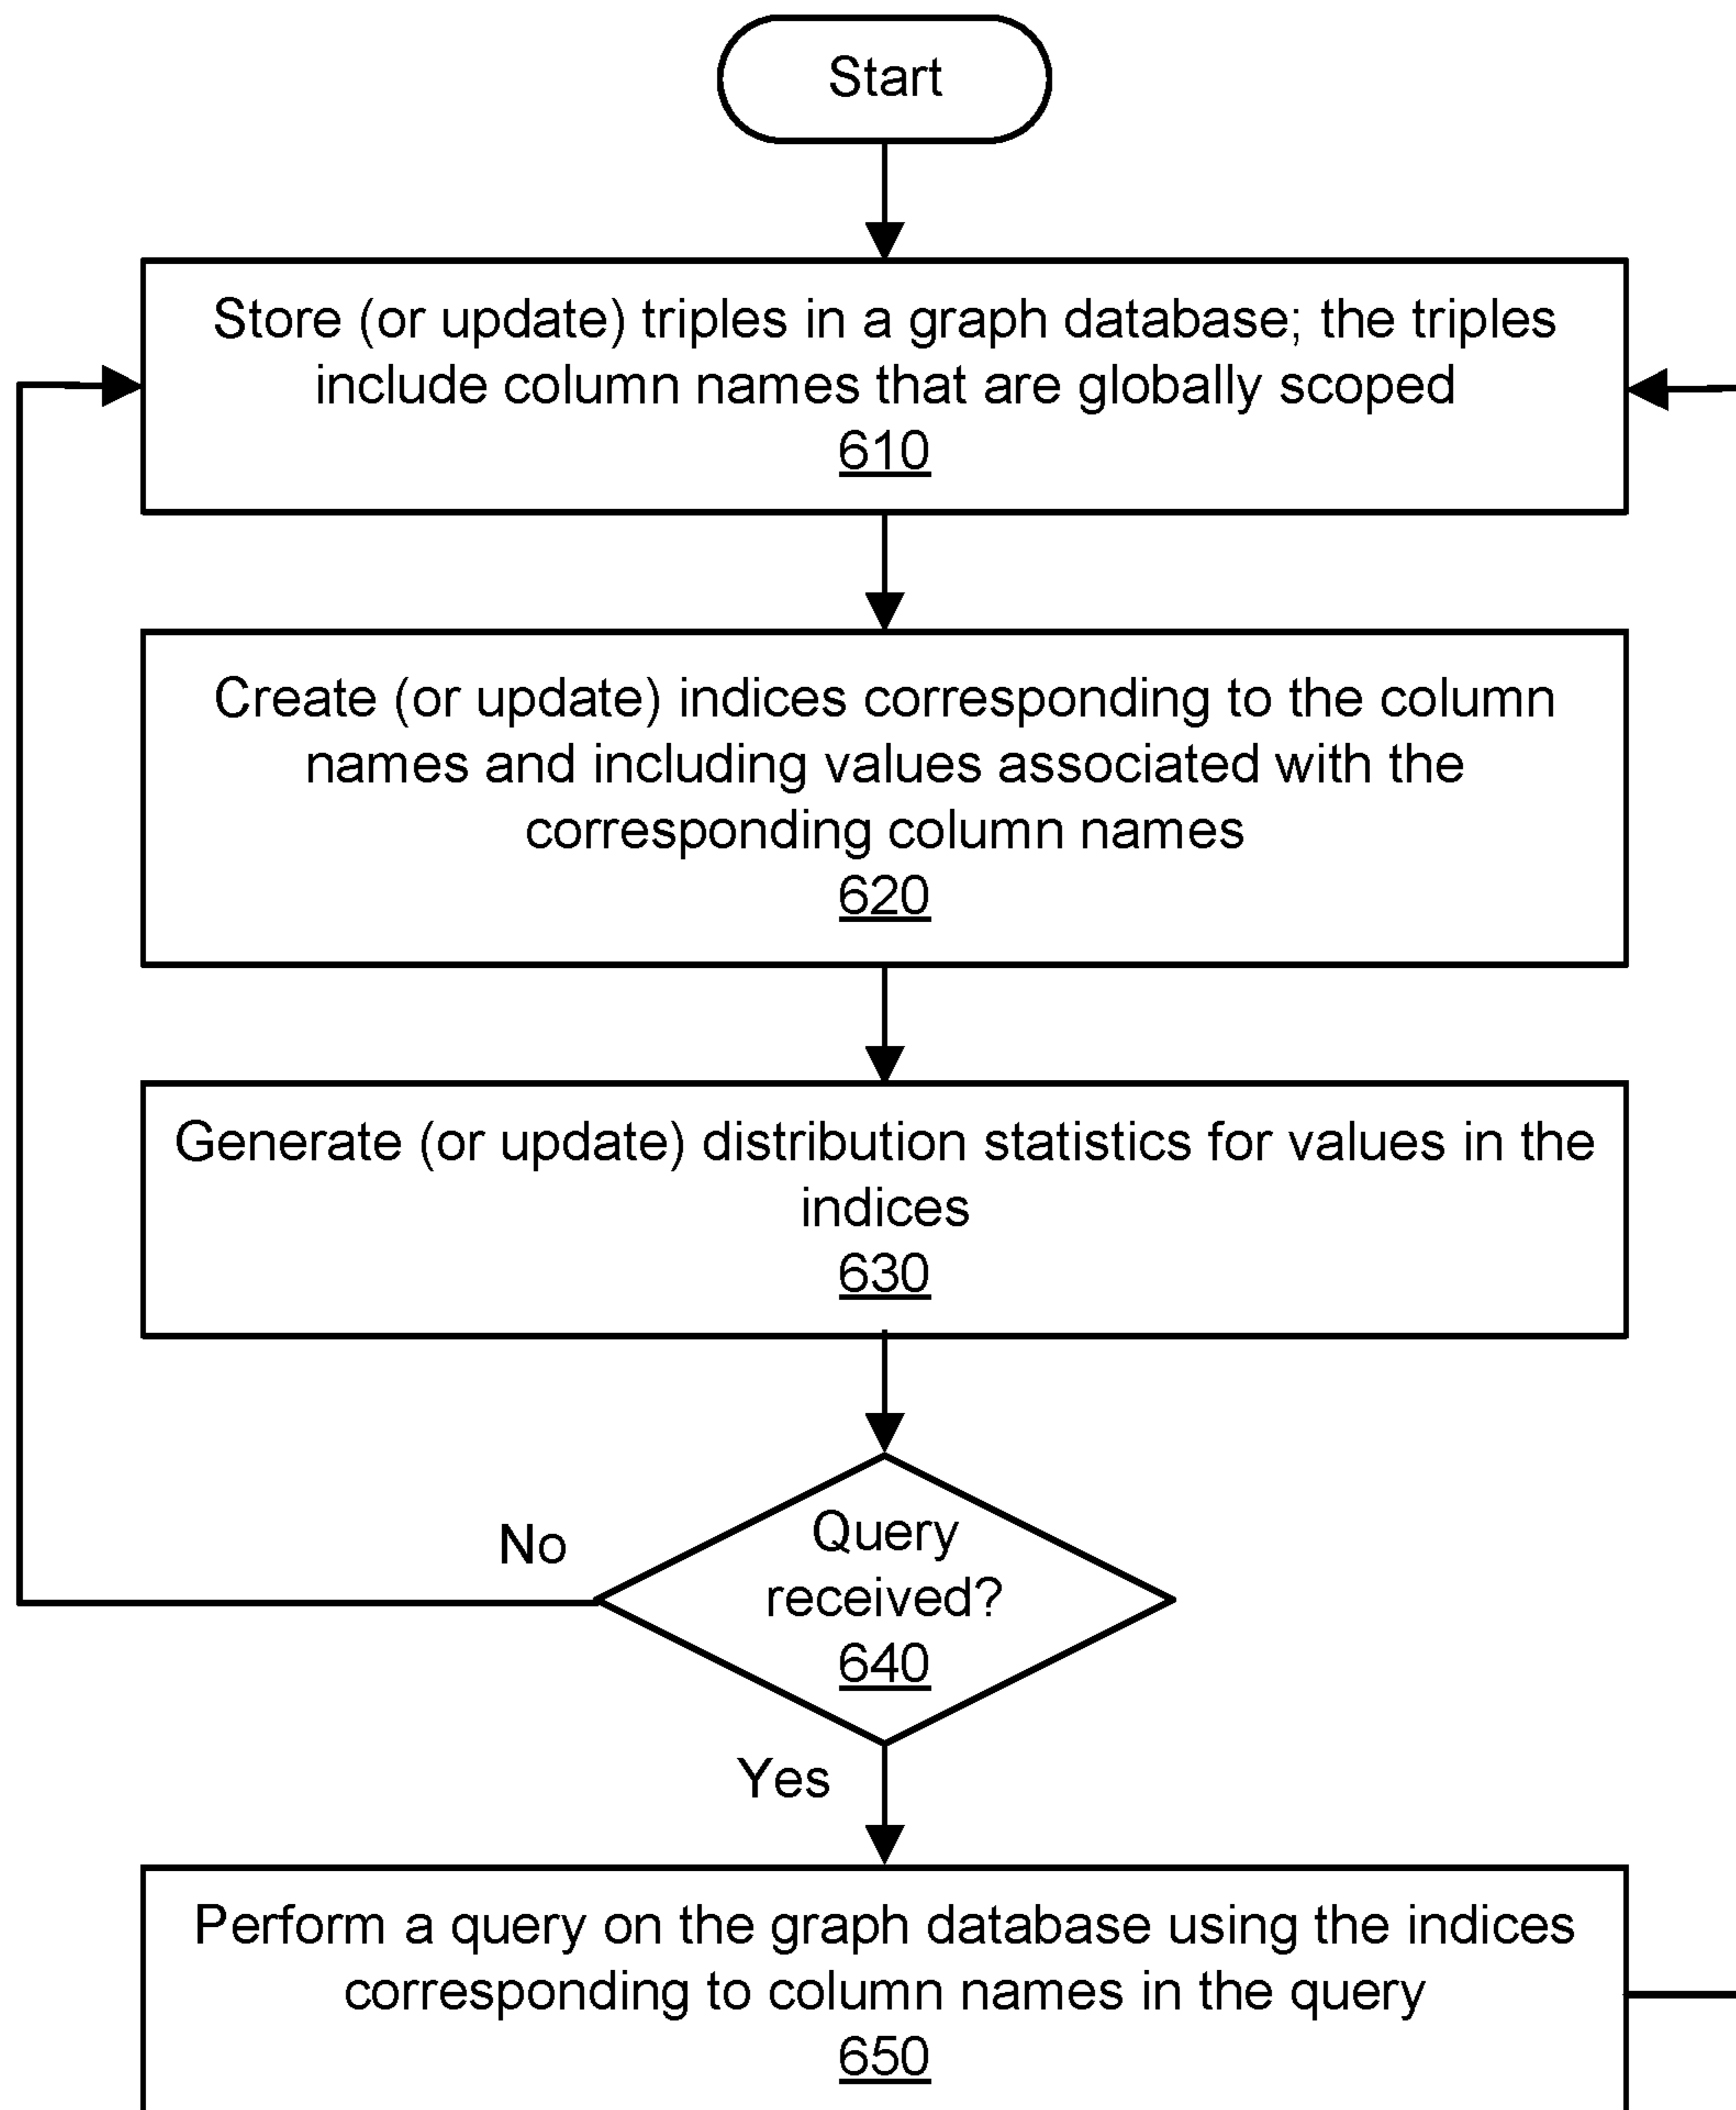 Start
Store (or update) triples in a graph database; the triples
include column names that are globally scoped
610
Create (or update) indices corresponding to the column
names and including values associated with the
corresponding column names
620
Generate (or update) distribution statistics for values in the
indices
630
Query
received?
640
No
Yes
Perform a query on the graph database using the indices
corresponding to column names in the query
650